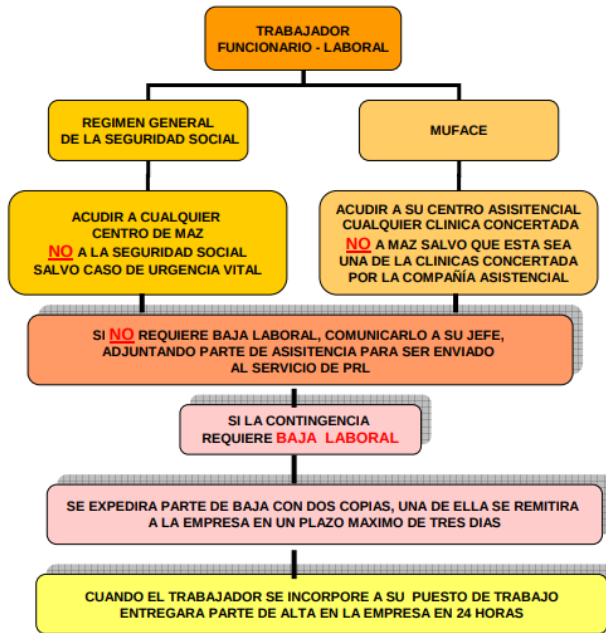 TRABAJADOR
FUNCIONARIO - LABORAL
REGIMEN GENERAL
DE LA SEGURIDAD SOCIAL
MUFACE
ACUDIR A CUALQUIER
CENTRO DE MAZ
NO A LA SEGURIDAD SOCIAL
SALVO CASO DE URGENCIA VITAL
ACUDIR A SU CENTRO ASISITENCIAL
CUALQUIER CLINICA CONCERTADA
NO A MAZ SALVO QUE ESTA SEA
UNA DE LA CLINICAS CONCERTADA
POR LA COMPAÑÍA ASISTENCIAL
SI NO REQUIERE BAJA LABORAL, COMUNICARLO A SU JEFE,
ADJUNTANDO PARTE DE ASISITENCIA PARA SER ENVIADO
AL SERVICIO DE PRL
SI LA CONTINGENCIA
REQUIERE BAJA LABORAL
SE EXPEDIRA PARTE DE BAJA CON DOS COPIAS, UNA DE ELLA SE REMITIRA
A LA EMPRESA EN UN PLAZO MAXIMO DE TRES DIAS
CUANDO EL TRABAJADOR SE INCORPORE A SU PUESTO DE TRABAJO
ENTREGARA PARTE DE ALTA EN LA EMPRESA EN 24 HORAS